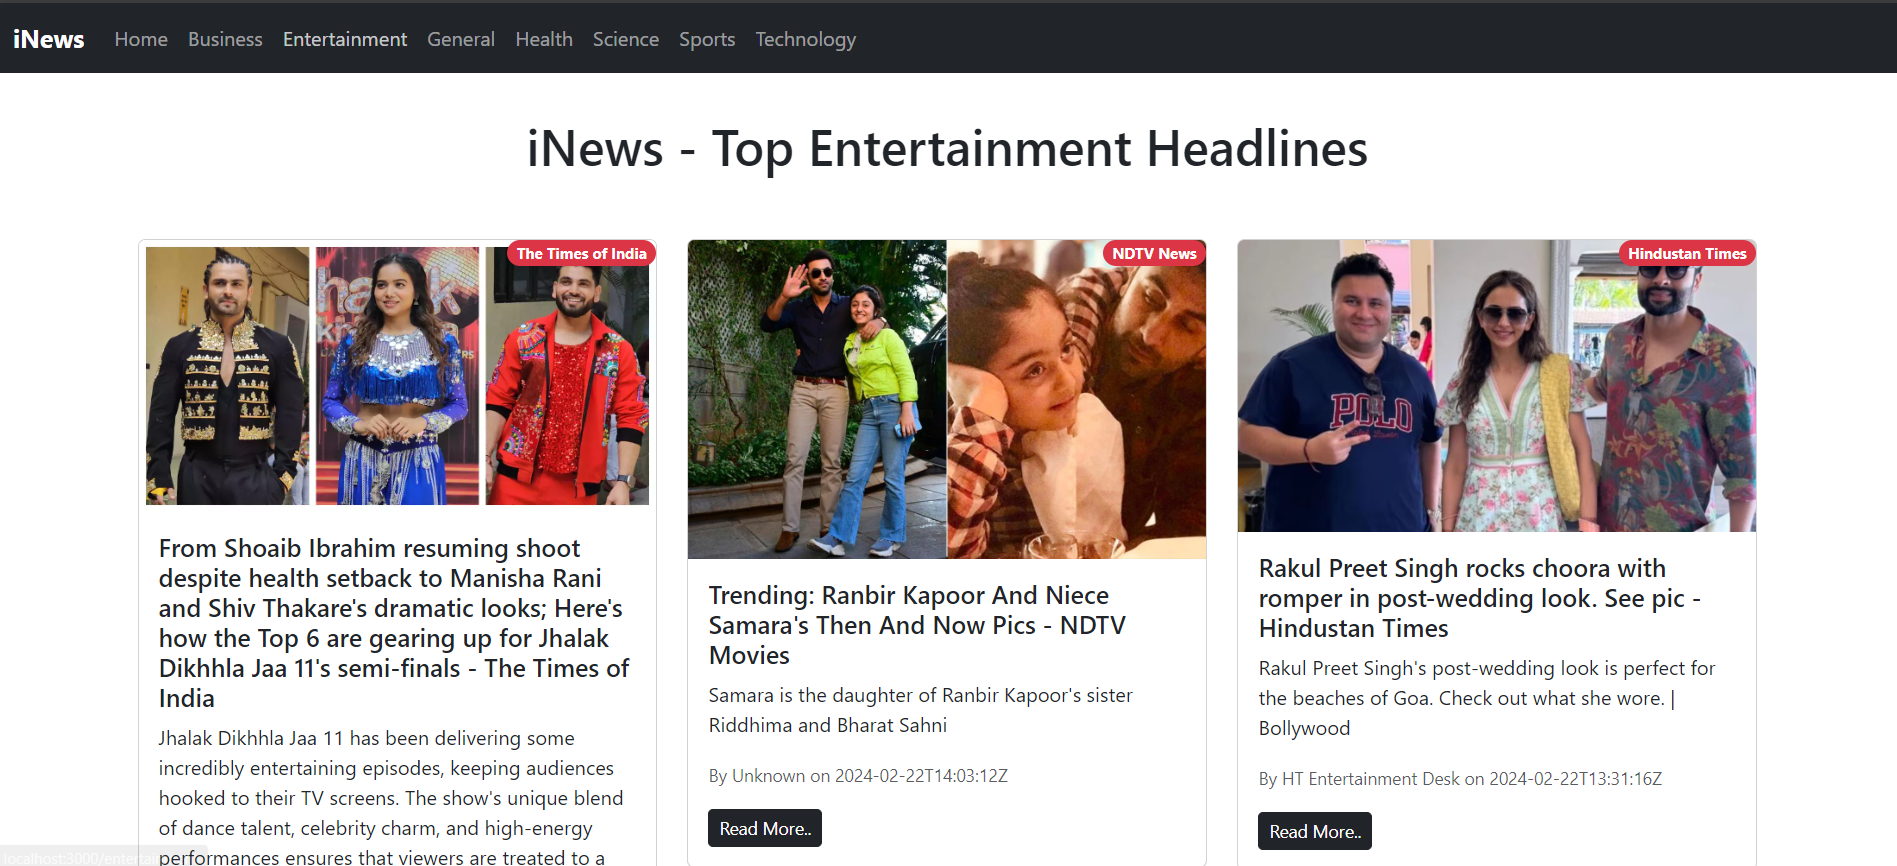 iNews Home Business Entertainment General Health Science Sports Technology
iNews - Top Entertainment Headlines
The Times of India
From Shoaib Ibrahim resuming shoot
despite health setback to Manisha Rani
and Shiv Thakare's dramatic looks; Here's
how the Top 6 are gearing up for Jhalak
Dikhhla Jaa 11's semi-finals - The Times of
India
Jhalak Dikhhla Jaa 11 has been delivering some
incredibly entertaining episodes, keeping audiences
hooked to their TV screens. The show's unique blend
of dance talent, celebrity charm, and high-energy
performances ensures that viewers are treated to a
NDTV News
Trending: Ranbir Kapoor And Niece
Samara's Then And Now Pics - NDTV
Movies
Samara is the daughter of Ranbir Kapoor's sister
Riddhima and Bharat Sahni
By Unknown on 2024-02-22T14:03:12Z
Read More..
Hindustan Times
POLO
Rakul Preet Singh rocks choora with
romper in post-wedding look. See pic -
Hindustan Times
Rakul Preet Singh's post-wedding look is perfect for
the beaches of Goa. Check out what she wore. |
Bollywood
By HT Entertainment Desk on 2024-02-22T13:31:16Z
Read More..